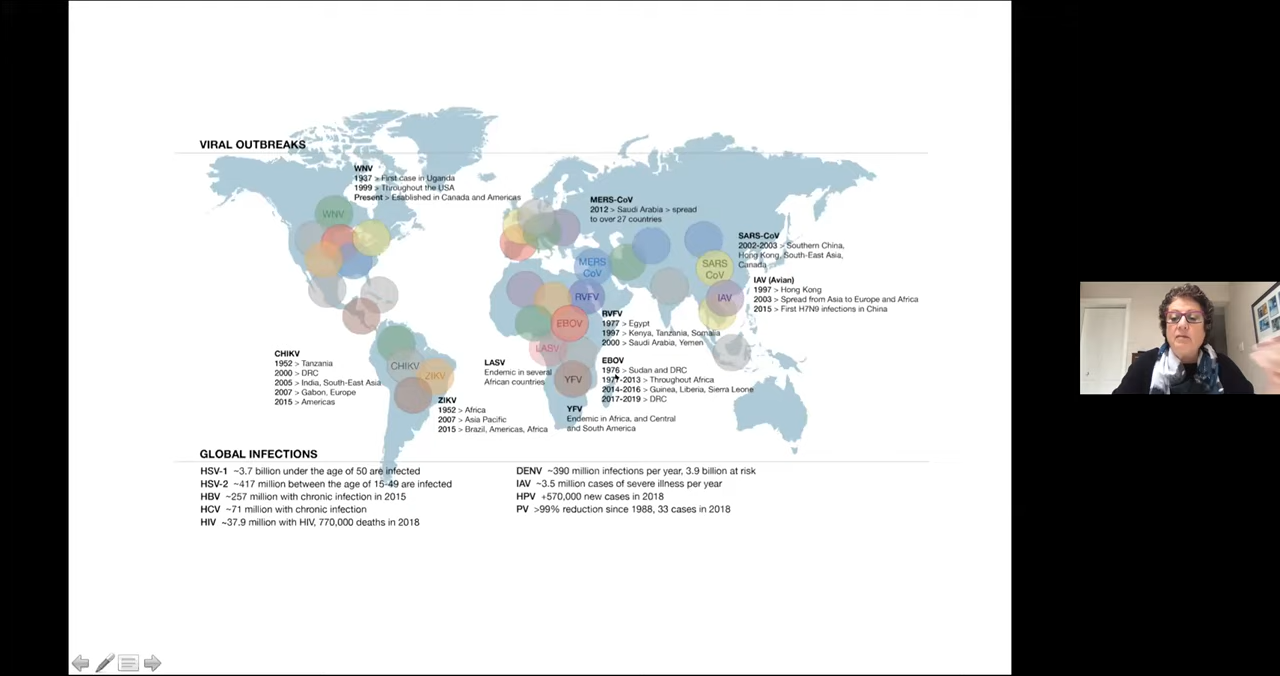 VIRAL OUTBREAKS
WNV
1937 > First case in Uganda
1999 > Throughout the USA
Present > Esablished in Canada and Americas
WNV
MERS-CoV
2012 > Saudi Arabia > spread
to over 27 countries
SARS-CoV
2002-2003 > Southern China,
Hong Kong, South-East Asia,
Canada
MERS
CoV
SARS
CoV
IAV (Avian)
1997 > Hong Kong
2003 > Spread from Asia to Europe and Africa
2015 > First H7N9 infections in China
RVFV
IAV
EBOV
RVFV
1977 > Egypt
1997 > Kenya, Tanzania, Somalia
2000 > Saudi Arabia, Yemen
LASV
CHIKV
1952 > Tanzania
2000 > DRC
2005 > India, South-East Asia
2007 > Gabon, Europe
2015 > Americas
CHIKV
ZIKV
LASV
Endemic in several
African countries
YFV
EBOV
1976 > Sudan and DRC
1977-2013 > Throughout Africa
2014-2016 > Guinea, Liberia, Sierra Leone
2017-2019 > DRC
ZIKV
1952 > Africa
2007 > Asia Pacific
2015 > Brazil, Americas, Africa
YFV
Endemic in Africa, and Central
and South America
GLOBAL INFECTIONS
HSV-1 ~3.7 billion under the age of 50 are infected
HSV-2 ~417 million between the age of 15-49 are infected
HBV ~257 million with chronic infection in 2015
HCV ~71 million with chronic infection
HIV ~37.9 million with HIV, 770,000 deaths in 2018
DENV ~390 million infections per year, 3.9 billion at risk
IAV ~3.5 million cases of severe illness per year
HPV +570,000 new cases in 2018
PV >99% reduction since 1988, 33 cases in 2018